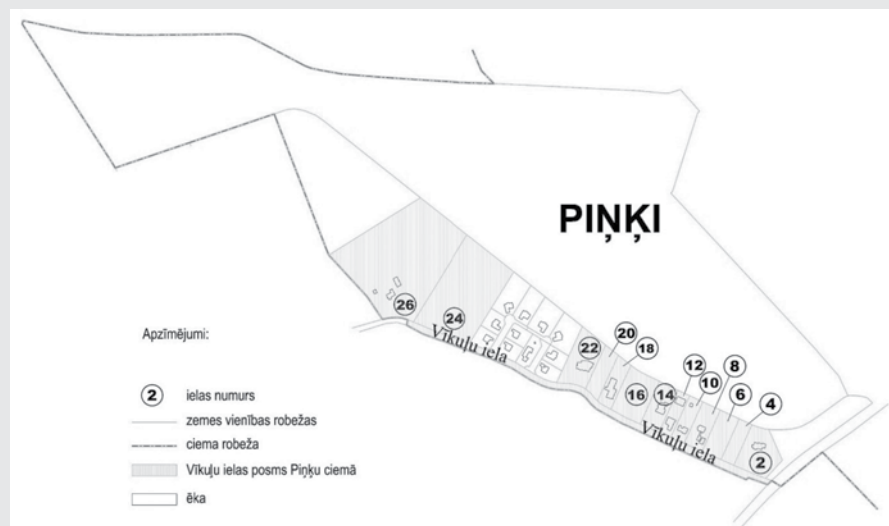 PIŅĶI
26
24
Vīkuļu iela
22
20
18
16
14
12
10
8
6
4
2
Vīkuļu iela
Apzīmējumi:
2 ielas numurs
zemes vienības robežas
ciema robeža
Vīkuļu ielas posms Piņķu ciemā
ēka